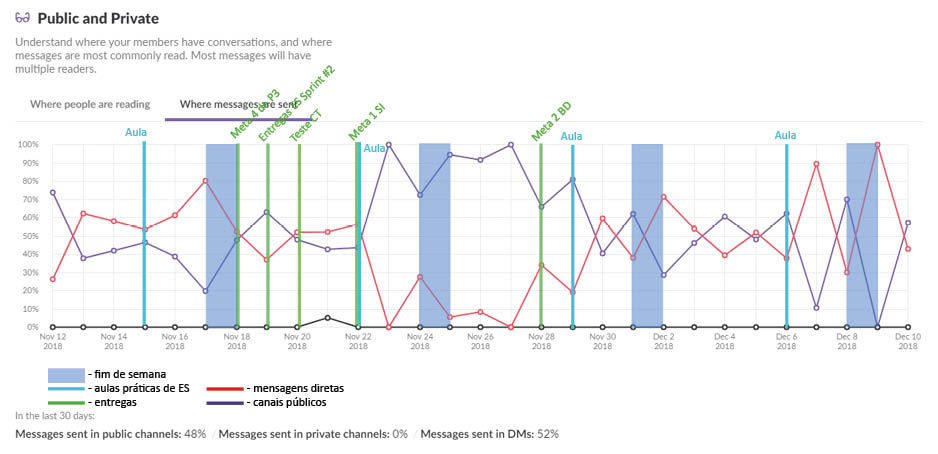 Public and Private
Understand where your members have conversations, and where
messages are most commonly read. Most messages will have
multiple readers.
Where people are reading
Where messages are sent
Aula
Meta 4 da P3
Entregas ES Sprint #2
Teste CT
Meta 1 SI
Aula
Meta 2 BD
Aula
Aula
100%
90%
80%
70%
60%
50%
40%
30%
20%
10%
0%
Nov 12 2018
Nov 14 2018
Nov 16 2018
Nov 18 2018
Nov 20 2018
Nov 22 2018
Nov 24 2018
Nov 26 2018
Nov 28 2018
Nov 30 2018
Dec 2 2018
Dec 4 2018
Dec 6 2018
Dec 8 2018
Dec 10 2018
- fim de semana
- aulas práticas de ES
- mensagens diretas
- entregas
- canais públicos
In the last 30 days:
Messages sent in public channels: 48% / Messages sent in private channels: 0% / Messages sent in DMs: 52%